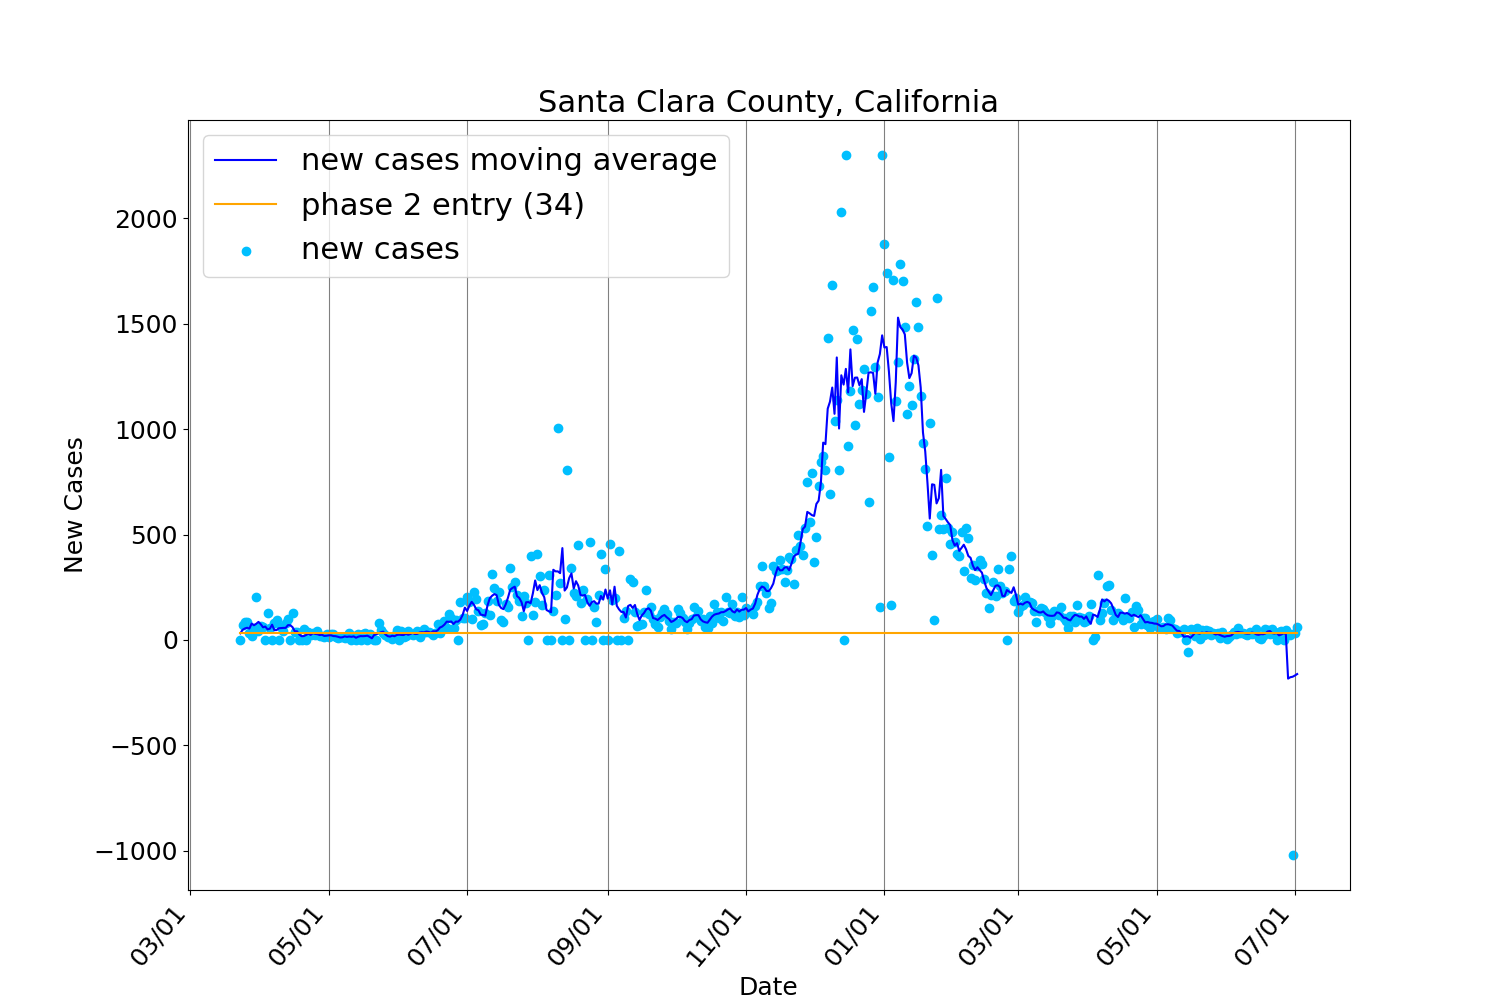 Santa Clara County, California
new cases moving average
phase 2 entry (34)
new cases
2000
1500
1000
500
0
−500
−1000
New Cases
03/01
05/01
07/01
09/01
11/01
01/01
03/01
05/01
07/01
Date